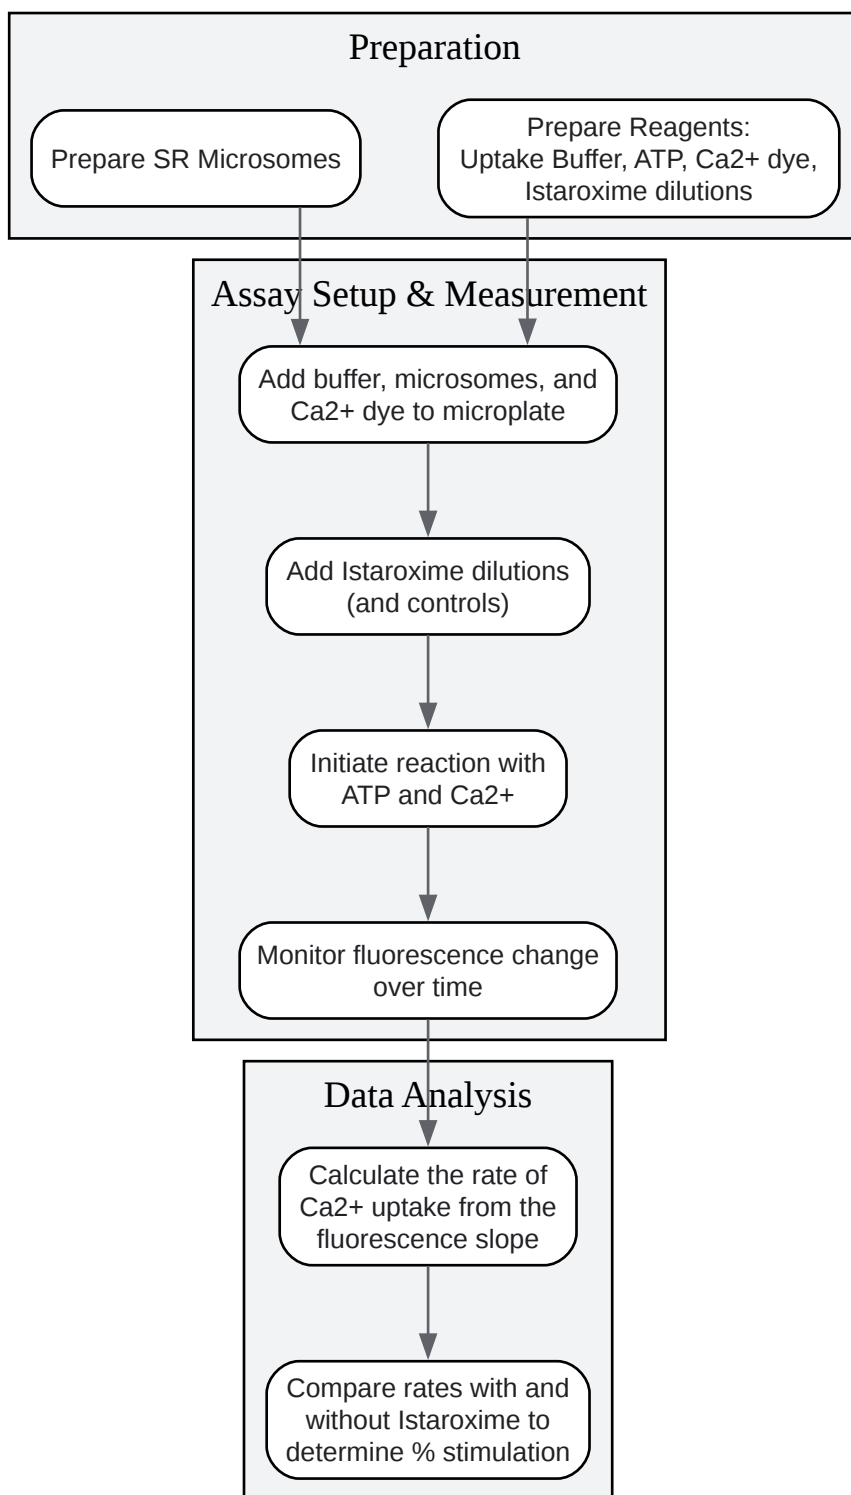 Preparation
Prepare SR Microsomes
Prepare Reagents:
Uptake Buffer, ATP, Ca2+ dye,
Istaroxime dilutions
Assay Setup & Measurement
Add buffer, microsomes, and
Ca2+ dye to microplate
Add Istaroxime dilutions
(and controls)
Initiate reaction with
ATP and Ca2+
Monitor fluorescence change
over time
Data Analysis
Calculate the rate of
Ca2+ uptake from the
fluorescence slope
Compare rates with and
without Istaroxime to
determine % stimulation